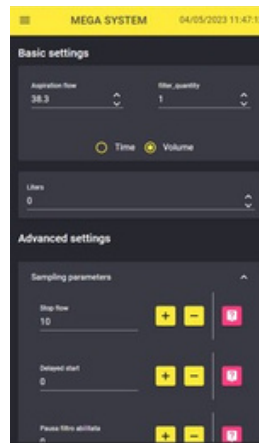 MEGA SYSTEM 04/05/2023 11:47:1
Basic settings
Aspiration flow filter_quantity
38.3 1
Time Volume
Liters
0
Advanced settings
Sampling parameters
Stop flow
10
+ − ?
Delayed start
0
+ − ?
Pausa filtro abilitata
0
+ − ?